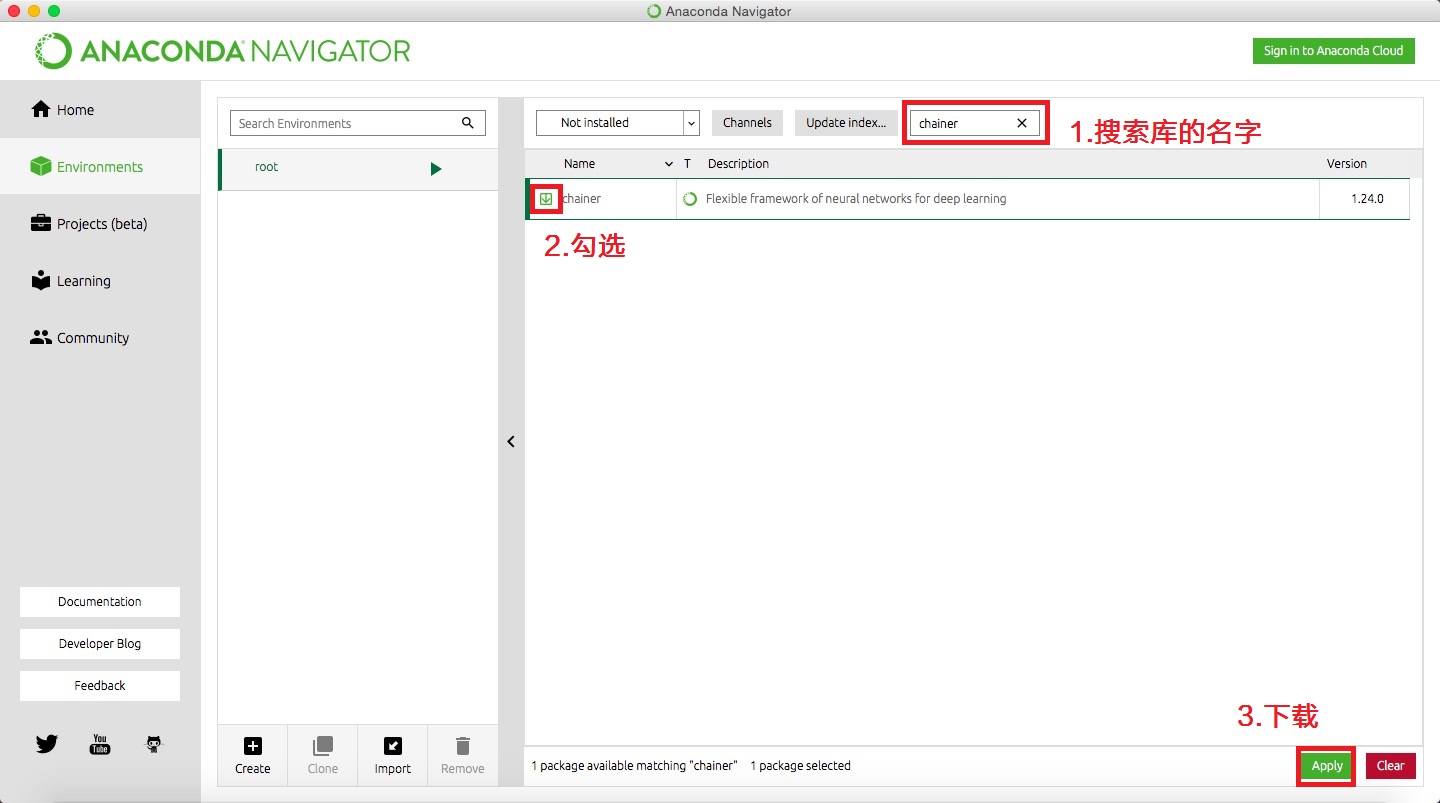 Anaconda Navigator
ANACONDA NAVIGATOR
Sign in to Anaconda Cloud
Home
Environments
Projects (beta)
Learning
Community
Documentation
Developer Blog
Feedback
You
Tube
Search Environments
root
Create
Clone
Import
Remove
Not installed
Channels
Update index...
chainer
1.搜索库的名字
Name
T
Description
Version
chainer
Flexible framework of neural networks for deep learning
1.24.0
2.勾选
3.下载
1 package available matching "chainer"
1 package selected
Apply
Clear